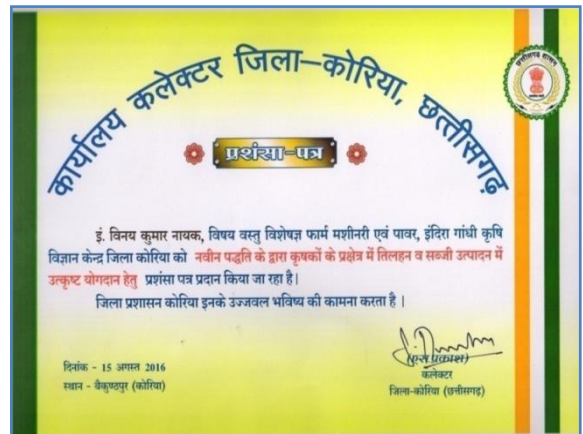 कार्यालय कलेक्टर जिला–कोरिया, छत्तीसगढ़
प्रशंसा-पत्र
इं. विनय कुमार नायक, विषय वस्तु विशेषज्ञ फार्म मशीनरी एवं पावर, इंदिरा गांधी कृषि
विज्ञान केन्द्र जिला कोरिया को नवीन पद्धति के द्वारा कृषकों के प्रक्षेत्र में तिलहन व सब्जी उत्पादन में
उत्कृष्ट योगदान हेतु प्रशंसा पत्र प्रदान किया जा रहा है।
जिला प्रशासन कोरिया इनके उज्जवल भविष्य की कामना करता है ।
दिनांक - 15 अगस्त 2016
स्थान - बैकुण्ठपुर (कोरिया)
(एस प्रकाश)
कलेक्टर
जिला-कोरिया (छत्तीसगढ़)